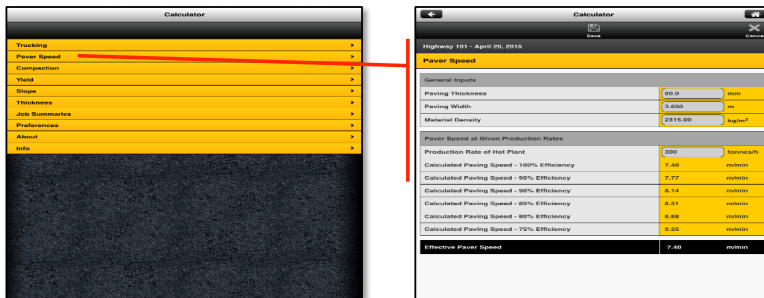 Calculator
Trucking >
Paver Speed >
Compaction >
Yield >
Slope >
Thickness >
Job Summaries >
Preferences >
About >
Info >
Calculator
Save
Cancel
Highway 101 - April 20, 2015
Paver Speed
General Inputs
Paving Thickness 80.0 mm
Paving Width 3.650 m
Material Density 2315.00 kg/m³
Paver Speed at Given Production Rates
Production Rate of Hot Plant 300 tonnes/h
Calculated Paving Speed - 100% Efficiency 7.40 m/min
Calculated Paving Speed - 95% Efficiency 7.77 m/min
Calculated Paving Speed - 90% Efficiency 8.14 m/min
Calculated Paving Speed - 85% Efficiency 8.51 m/min
Calculated Paving Speed - 80% Efficiency 8.88 m/min
Calculated Paving Speed - 75% Efficiency 9.25 m/min
Effective Paver Speed 7.40 m/min